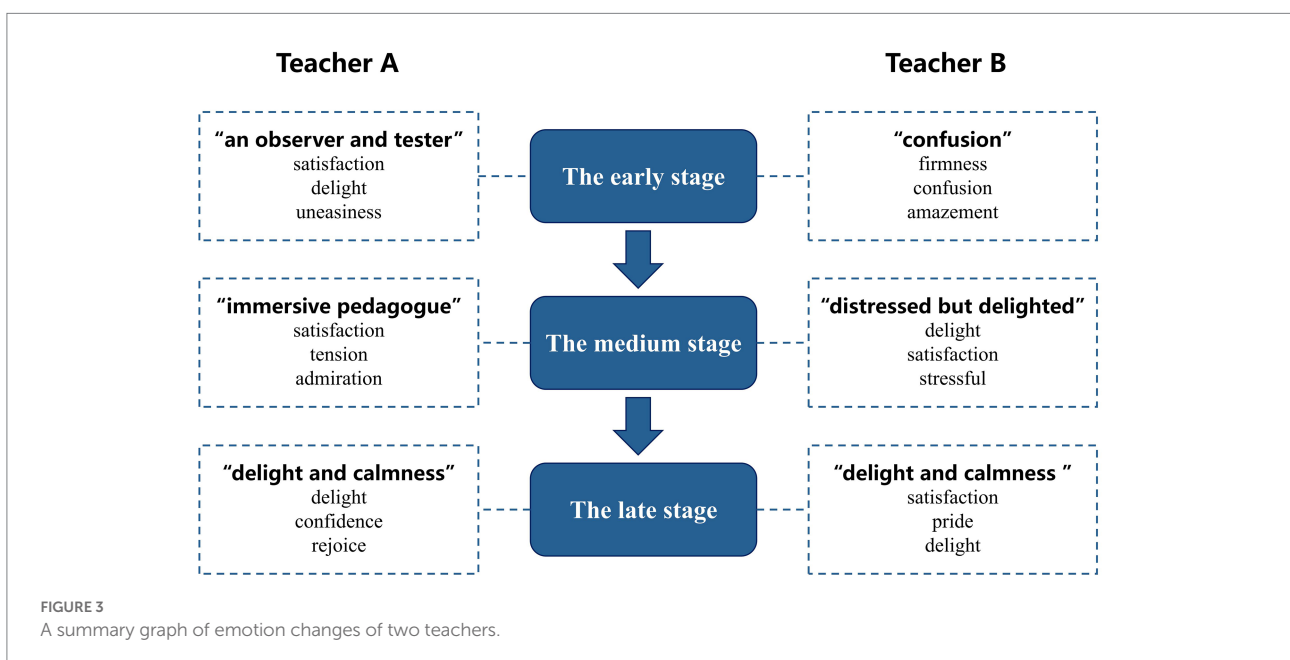 Teacher A
Teacher B
“an observer and tester”
satisfaction
delight
uneasiness
The early stage
“confusion”
firmness
confusion
amazement
“immersive pedagogue”
satisfaction
tension
admiration
The medium stage
“distressed but delighted”
delight
satisfaction
stressful
“delight and calmness”
delight
confidence
rejoice
The late stage
“delight and calmness ”
satisfaction
pride
delight
FIGURE 3
A summary graph of emotion changes of two teachers.